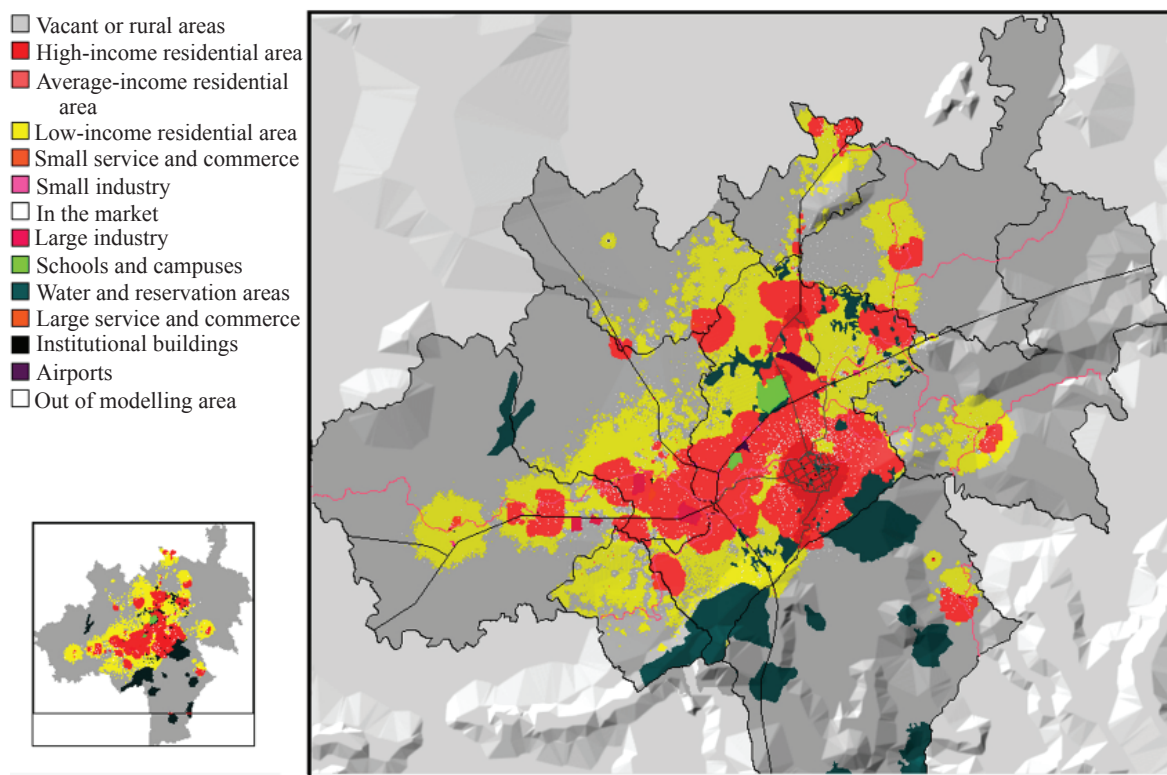 Vacant or rural areas
High-income residential area
Average-income residential
area
Low-income residential area
Small service and commerce
Small industry
In the market
Large industry
Schools and campuses
Water and reservation areas
Large service and commerce
Institutional buildings
Airports
Out of modelling area